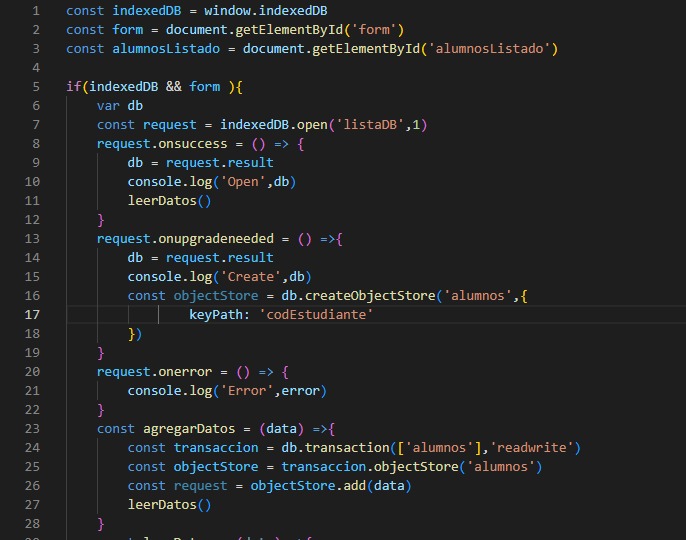 1 const indexedDB = window.indexedDB
2 const form = document.getElementById('form')
3 const alumnosListado = document.getElementById('alumnosListado')
4
5 if(indexedDB && form ){
6 var db
7 const request = indexedDB.open('listaDB',1)
8 request.onsuccess = () => {
9 db = request.result
10 console.log('Open',db)
11 leerDatos()
12 }
13 request.onupgradeneeded = () =>{
14 db = request.result
15 console.log('Create',db)
16 const objectStore = db.createObjectStore('alumnos',{
17 keyPath: 'codEstudiante'
18 })
19 }
20 request.onerror = () => {
21 console.log('Error',error)
22 }
23 const agregarDatos = (data) =>{
24 const transaccion = db.transaction(['alumnos'],'readwrite')
25 const objectStore = transaccion.objectStore('alumnos')
26 const request = objectStore.add(data)
27 leerDatos()
28 }